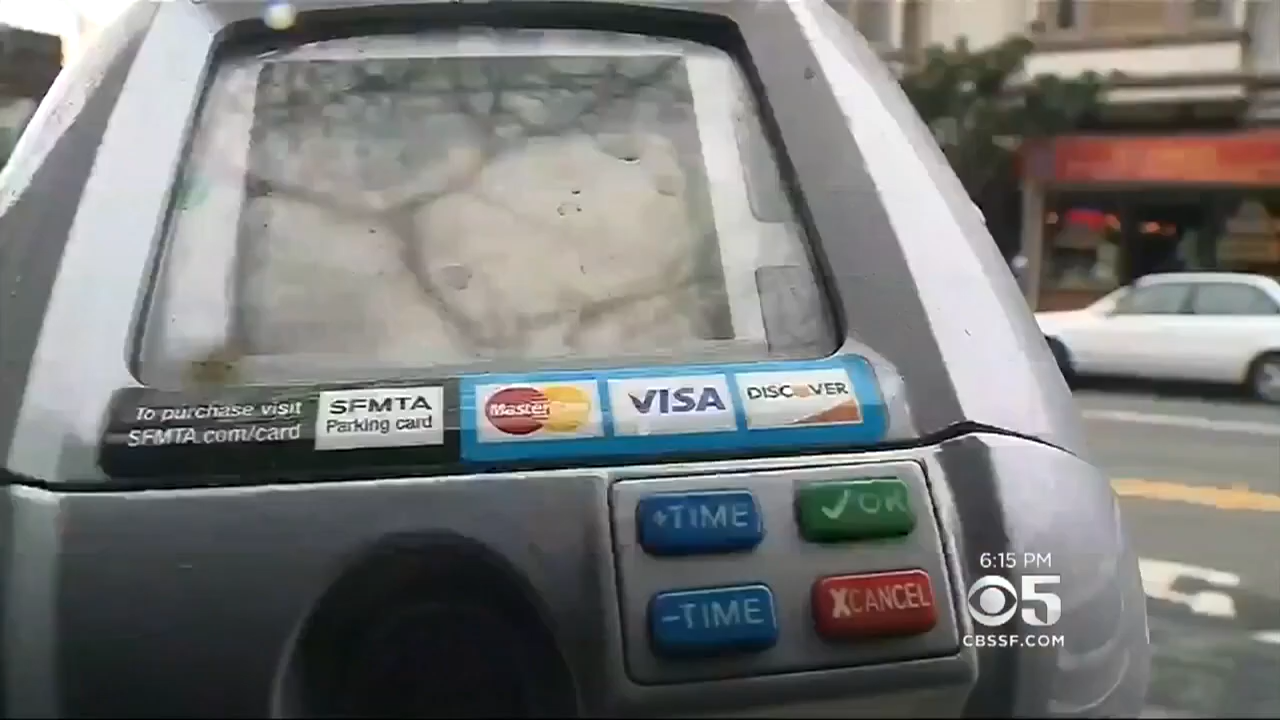 To purchase visit
SFMTA.com/card
SFMTA
Parking card
MasterCard
VISA
DISCOVER
+TIME
✓OK
-TIME
XCANCEL
6:15 PM
5
CBSSF.COM